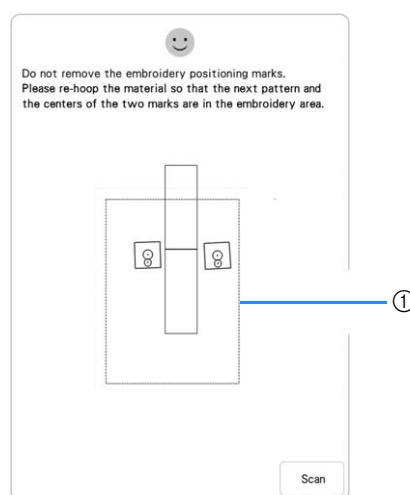 Do not remove the embroidery positioning marks.
Please re-hoop the material so that the next pattern and
the centers of the two marks are in the embroidery area.
①
Scan